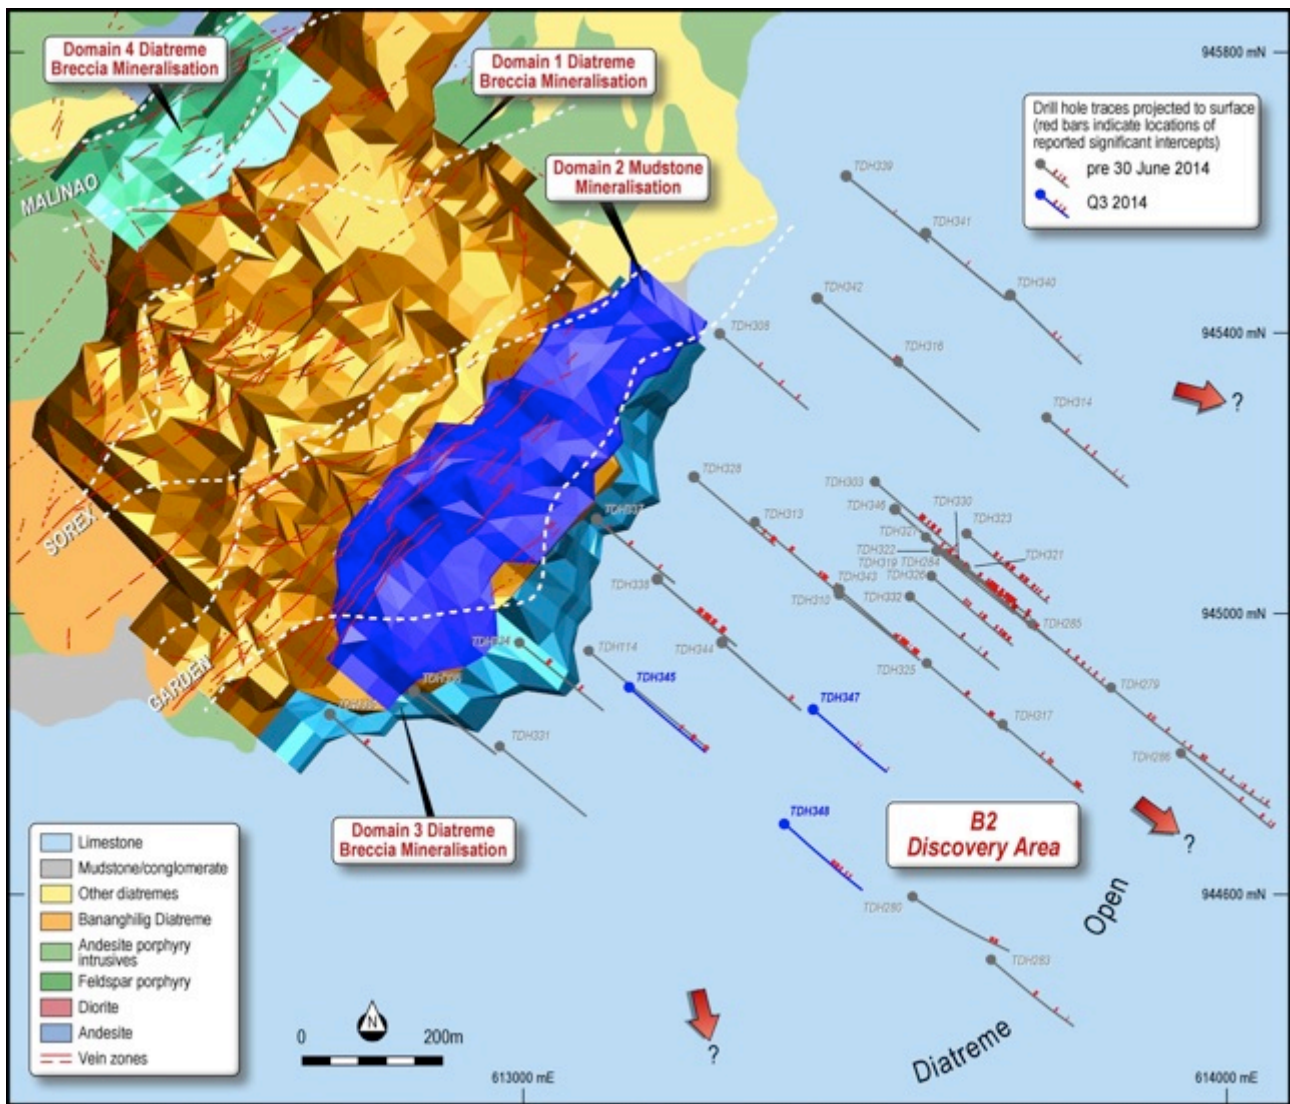 Domain 4 Diatreme
Breccia Mineralisation
Domain 1 Diatreme
Breccia Mineralisation
Domain 2 Mudstone
Mineralisation
945800 mN
Drill hole traces projected to surface
(red bars indicate locations of
reported significant intercepts)
pre 30 June 2014
Q3 2014
MALINAO
TDH339
TDH341
TDH340
TDH342
TDH308
TDH316
945400 mN
?
TDH314
TDH328
TDH303
TDH346
TDH330
TDH313
TDH327
TDH323
TDH337
SOREX
TDH322
TDH321
TDH319
TDH284
TDH326
TDH338
TDH343
TDH310
TDH332
945000 mN
TDH285
TDH334
TDH114
TDH344
TDH325
GARDEN
TDH345
TDH279
TDH347
TDH317
TDH331
TDH286
Domain 3 Diatreme
Breccia Mineralisation
TDH348
B2
Discovery Area
?
Limestone
Mudstone/conglomerate
Other diatremes
Bananghilig Diatreme
Andesite porphyry
intrusives
Feldspar porphyry
Diorite
Andesite
Vein zones
TDH280
944600 mN
Open
TDH283
N
0
200m
?
Diatreme
613000 mE
614000 mE